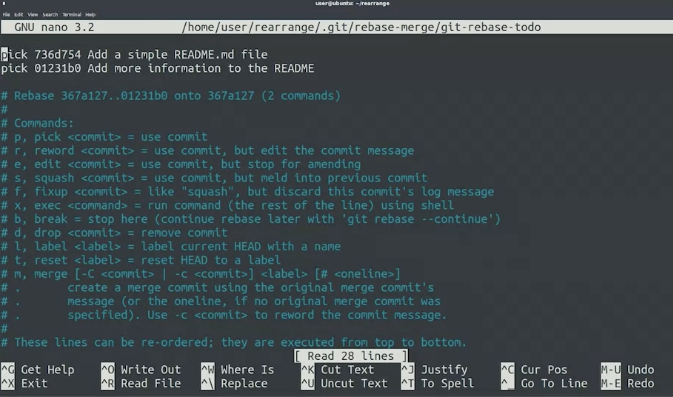 user@ubuntu: ~/rearrange
File Edit View Search Terminal Help
GNU nano 3.2 /home/user/rearrange/.git/rebase-merge/git-rebase-todo
pick 736d754 Add a simple README.md file
pick 01231b0 Add more information to the README
# Rebase 367a127..01231b0 onto 367a127 (2 commands)
#
# Commands:
# p, pick <commit> = use commit
# r, reword <commit> = use commit, but edit the commit message
# e, edit <commit> = use commit, but stop for amending
# s, squash <commit> = use commit, but meld into previous commit
# f, fixup <commit> = like "squash", but discard this commit's log message
# x, exec <command> = run command (the rest of the line) using shell
# b, break = stop here (continue rebase later with 'git rebase --continue')
# d, drop <commit> = remove commit
# l, label <label> = label current HEAD with a name
# t, reset <label> = reset HEAD to a label
# m, merge [-C <commit> | -c <commit>] <label> [# <oneline>]
# . create a merge commit using the original merge commit's
# . message (or the oneline, if no original merge commit was
# . specified). Use -c <commit> to reword the commit message.
#
# These lines can be re-ordered; they are executed from top to bottom.
[ Read 28 lines ]
^G Get Help ^O Write Out ^W Where Is ^K Cut Text ^J Justify ^C Cur Pos M-U Undo
^X Exit ^R Read File ^\ Replace ^U Uncut Text ^T To Spell ^_ Go To Line M-E Redo